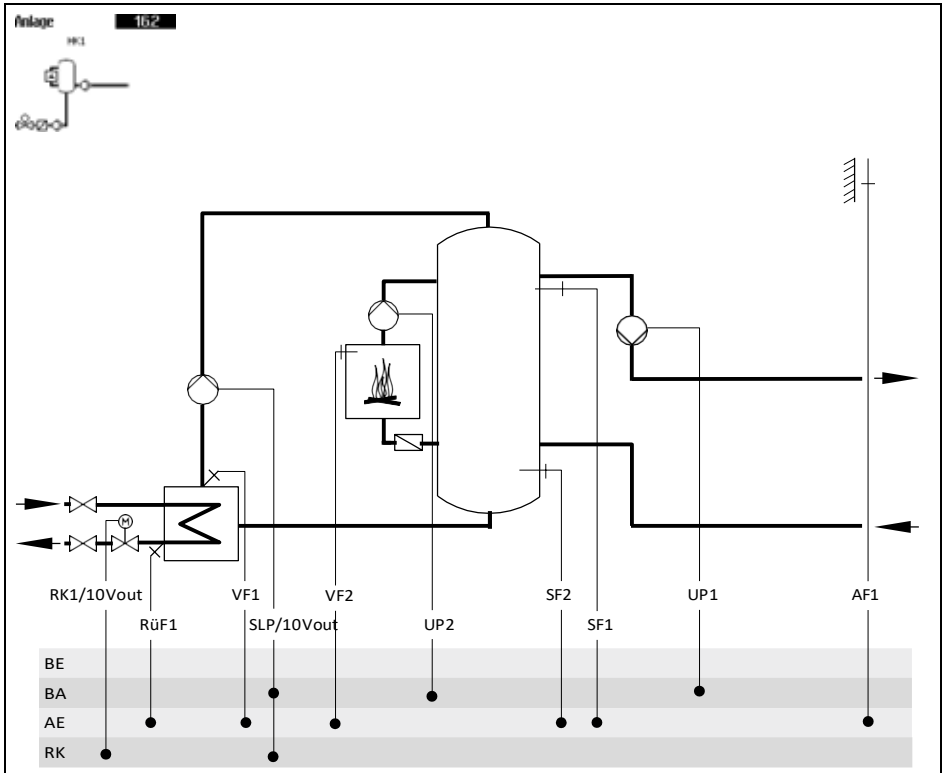 Anlage 162
HK1
M
RK1/10Vout VF1 VF2 SF2 UP1 AF1
RüF1 SLP/10Vout UP2 SF1
BE
BA
AE
RK